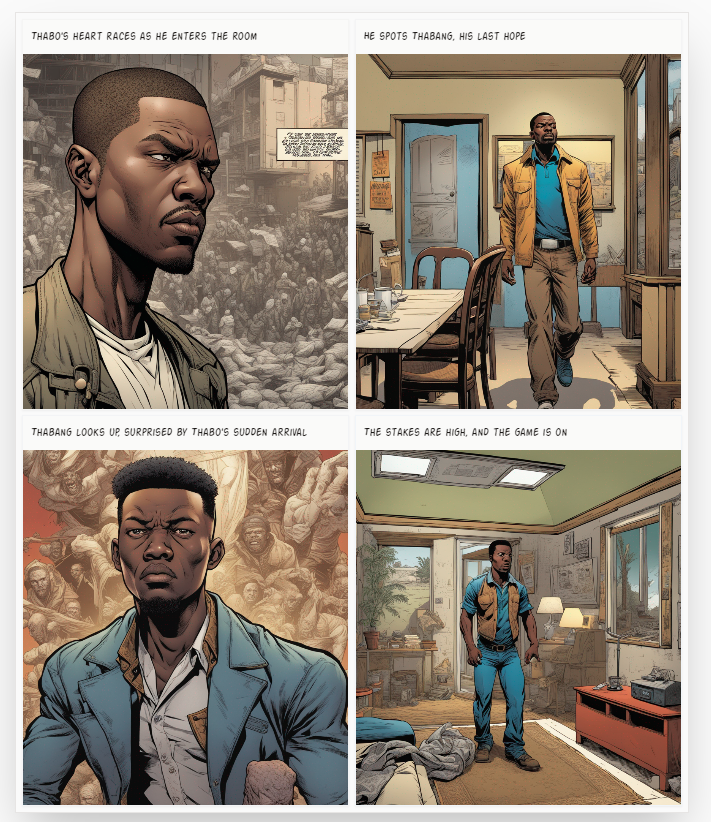 THABO'S HEART RACES AS HE ENTERS THE ROOM
HE SPOTS THABANG, HIS LAST HOPE
THABANG LOOKS UP, SURPRISED BY THABO'S SUDDEN ARRIVAL
THE STAKES ARE HIGH, AND THE GAME IS ON